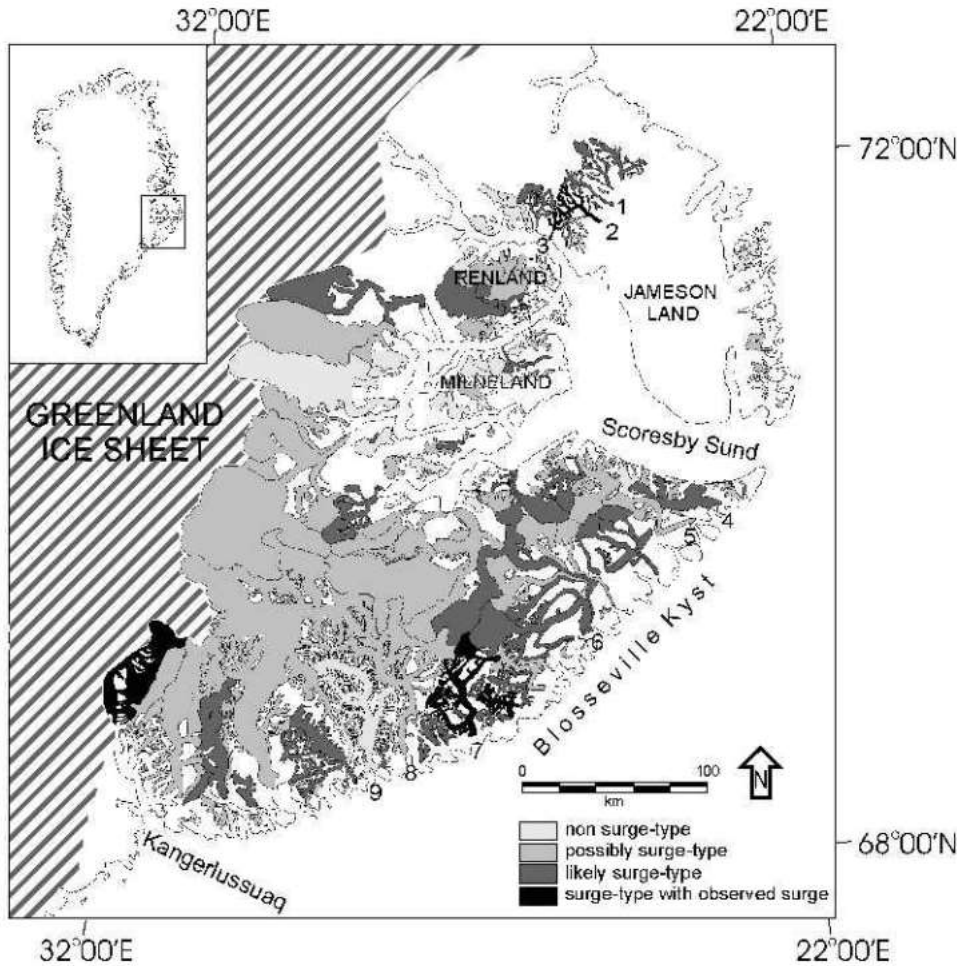 32°00'E
22°00'E
72°00'N
1
2
3
RENLAND
JAMESON
LAND
MILNELAND
GREENLAND
ICE SHEET
Scoresby Sund
4
5
6
Blosseville Kyst
7
8
9
0
100
km
N
non surge-type
possibly surge-type
likely surge-type
surge-type with observed surge
68°00'N
Kangerlussuaq
32°00'E
22°00'E